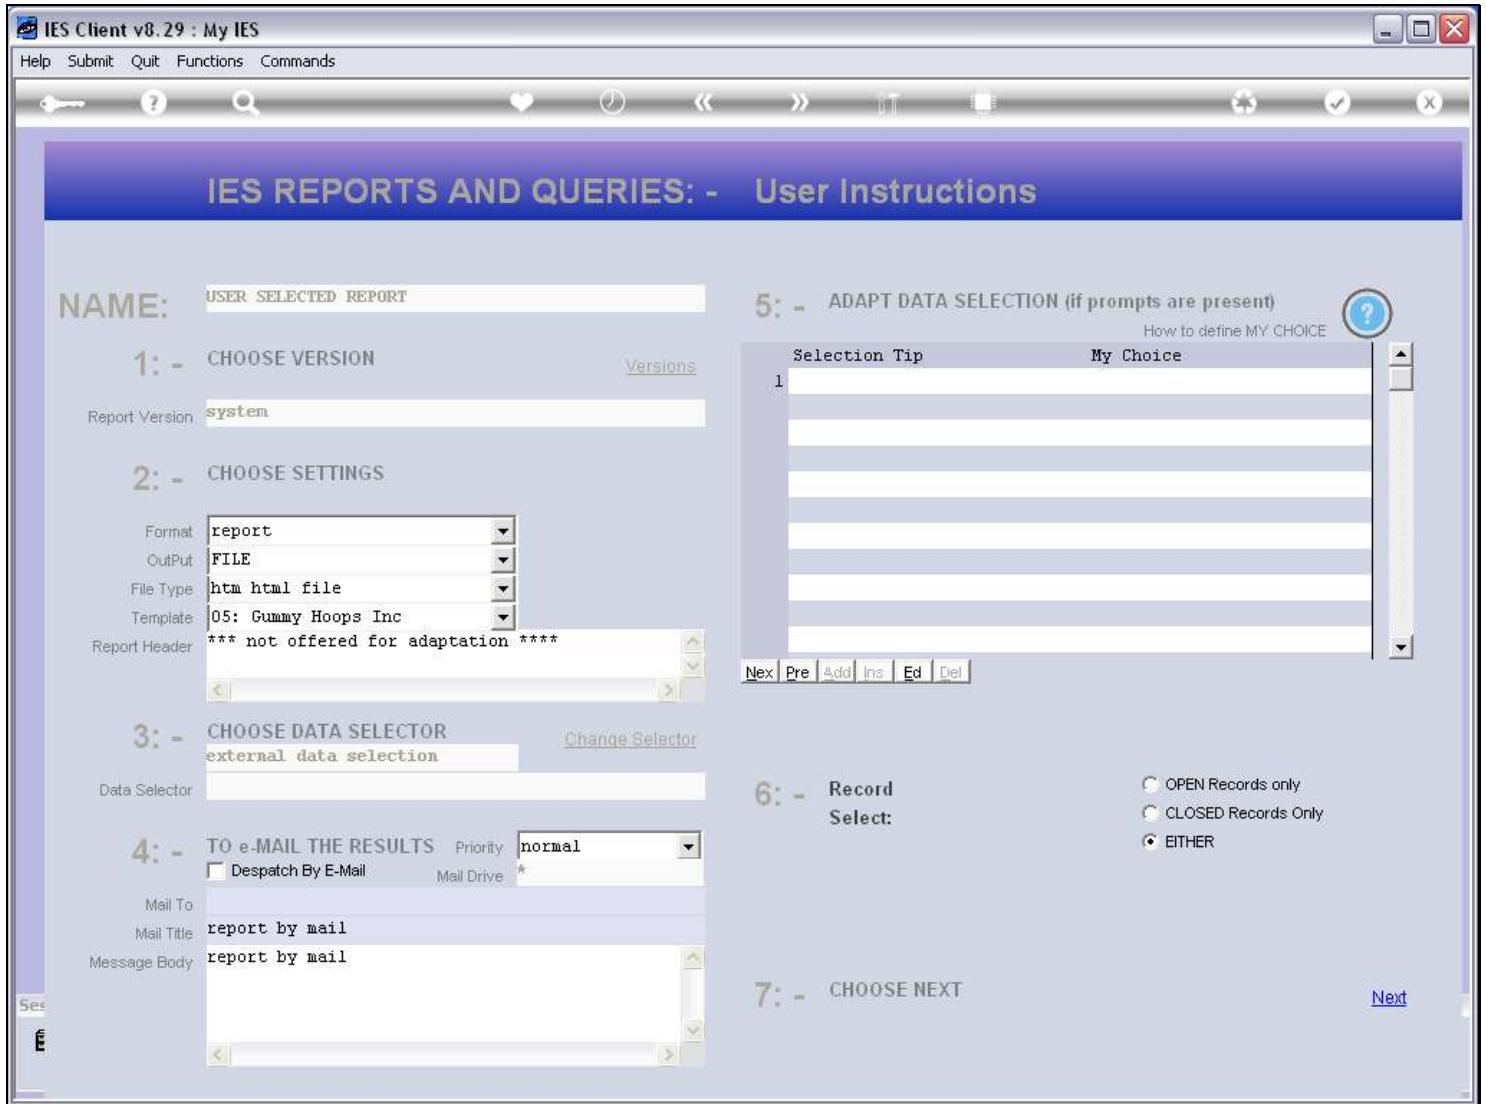 IES Client v8.29 : My IES
Help Submit Quit Functions Commands
IES REPORTS AND QUERIES: - User Instructions
NAME: USER SELECTED REPORT
1: - CHOOSE VERSION Versions
Report Version system
2: - CHOOSE SETTINGS
Format report
OutPut FILE
File Type htm html file
Template 05: Gummy Hoops Inc
Report Header *** not offered for adaptation ****
3: - CHOOSE DATA SELECTOR Change Selector
external data selection
Data Selector
4: - TO e-MAIL THE RESULTS Priority normal
Despatch By E-Mail Mail Drive *
Mail To
Mail Title report by mail
Message Body report by mail
5: - ADAPT DATA SELECTION (if prompts are present)
How to define MY CHOICE ?
Selection Tip My Choice
1
Nex Pre Add Ins Ed Del
6: - Record
Select:
OPEN Records only
CLOSED Records Only
EITHER
7: - CHOOSE NEXT Next